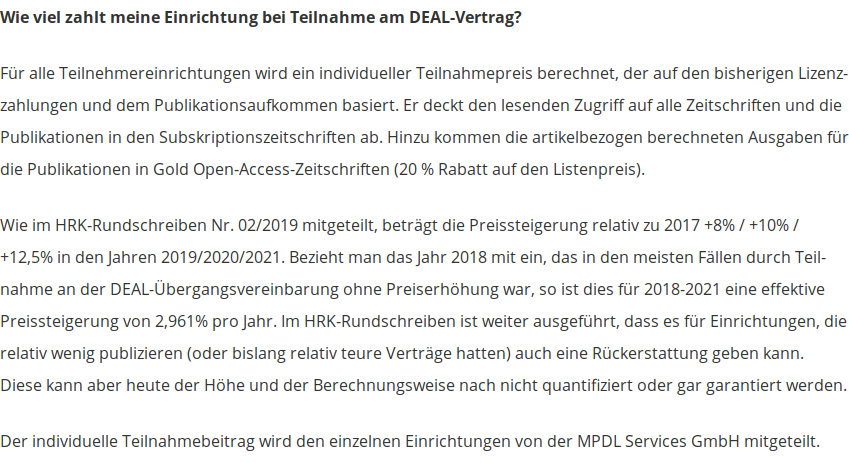 Wie viel zahlt meine Einrichtung bei Teilnahme am DEAL-Vertrag?
Für alle Teilnehmereinrichtungen wird ein individueller Teilnahmepreis berechnet, der auf den bisherigen Lizenz-
zahlungen und dem Publikationsaufkommen basiert. Er deckt den lesenden Zugriff auf alle Zeitschriften und die
Publikationen in den Subskriptionszeitschriften ab. Hinzu kommen die artikelbezogen berechneten Ausgaben für
die Publikationen in Gold Open-Access-Zeitschriften (20 % Rabatt auf den Listenpreis).
Wie im HRK-Rundschreiben Nr. 02/2019 mitgeteilt, beträgt die Preissteigerung relativ zu 2017 +8% / +10% /
+12,5% in den Jahren 2019/2020/2021. Bezieht man das Jahr 2018 mit ein, das in den meisten Fällen durch Teil-
nahme an der DEAL-Übergangsvereinbarung ohne Preiserhöhung war, so ist dies für 2018-2021 eine effektive
Preissteigerung von 2,961% pro Jahr. Im HRK-Rundschreiben ist weiter ausgeführt, dass es für Einrichtungen, die
relativ wenig publizieren (oder bislang relativ teure Verträge hatten) auch eine Rückerstattung geben kann.
Diese kann aber heute der Höhe und der Berechnungsweise nach nicht quantifiziert oder gar garantiert werden.
Der individuelle Teilnahmebeitrag wird den einzelnen Einrichtungen von der MPDL Services GmbH mitgeteilt.